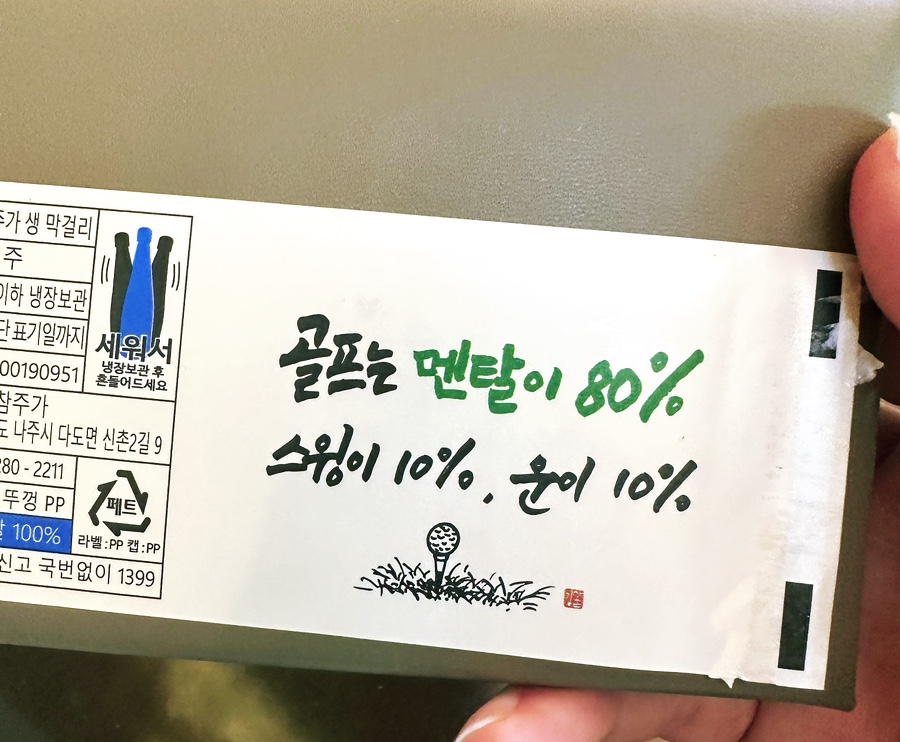 주가 생 막걸리
주
이하 냉장보관
단 표기일까지
00190951
참주가
도 나주시 다도면 신촌2길 9
280 - 2211
뚜껑 PP
쌀 100%
신고 국번없이 1399
세워서
냉장보관 후
흔들어드세요
페트
라벨:PP 캡:PP
골프는 멘탈이 80%
스윙이 10%, 운이 10%